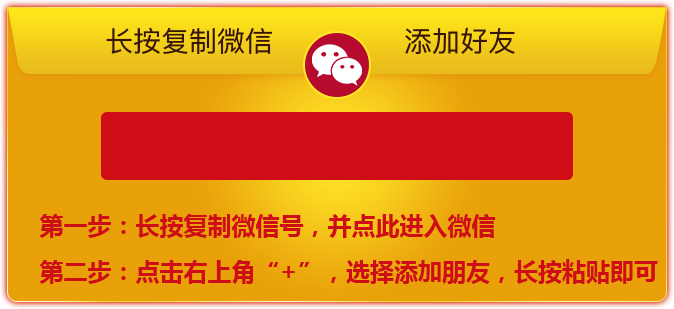 长按复制微信 添加好友
第一步：长按复制微信号，并点此进入微信
第二步：点击右上角“+”，选择添加朋友，长按粘贴即可